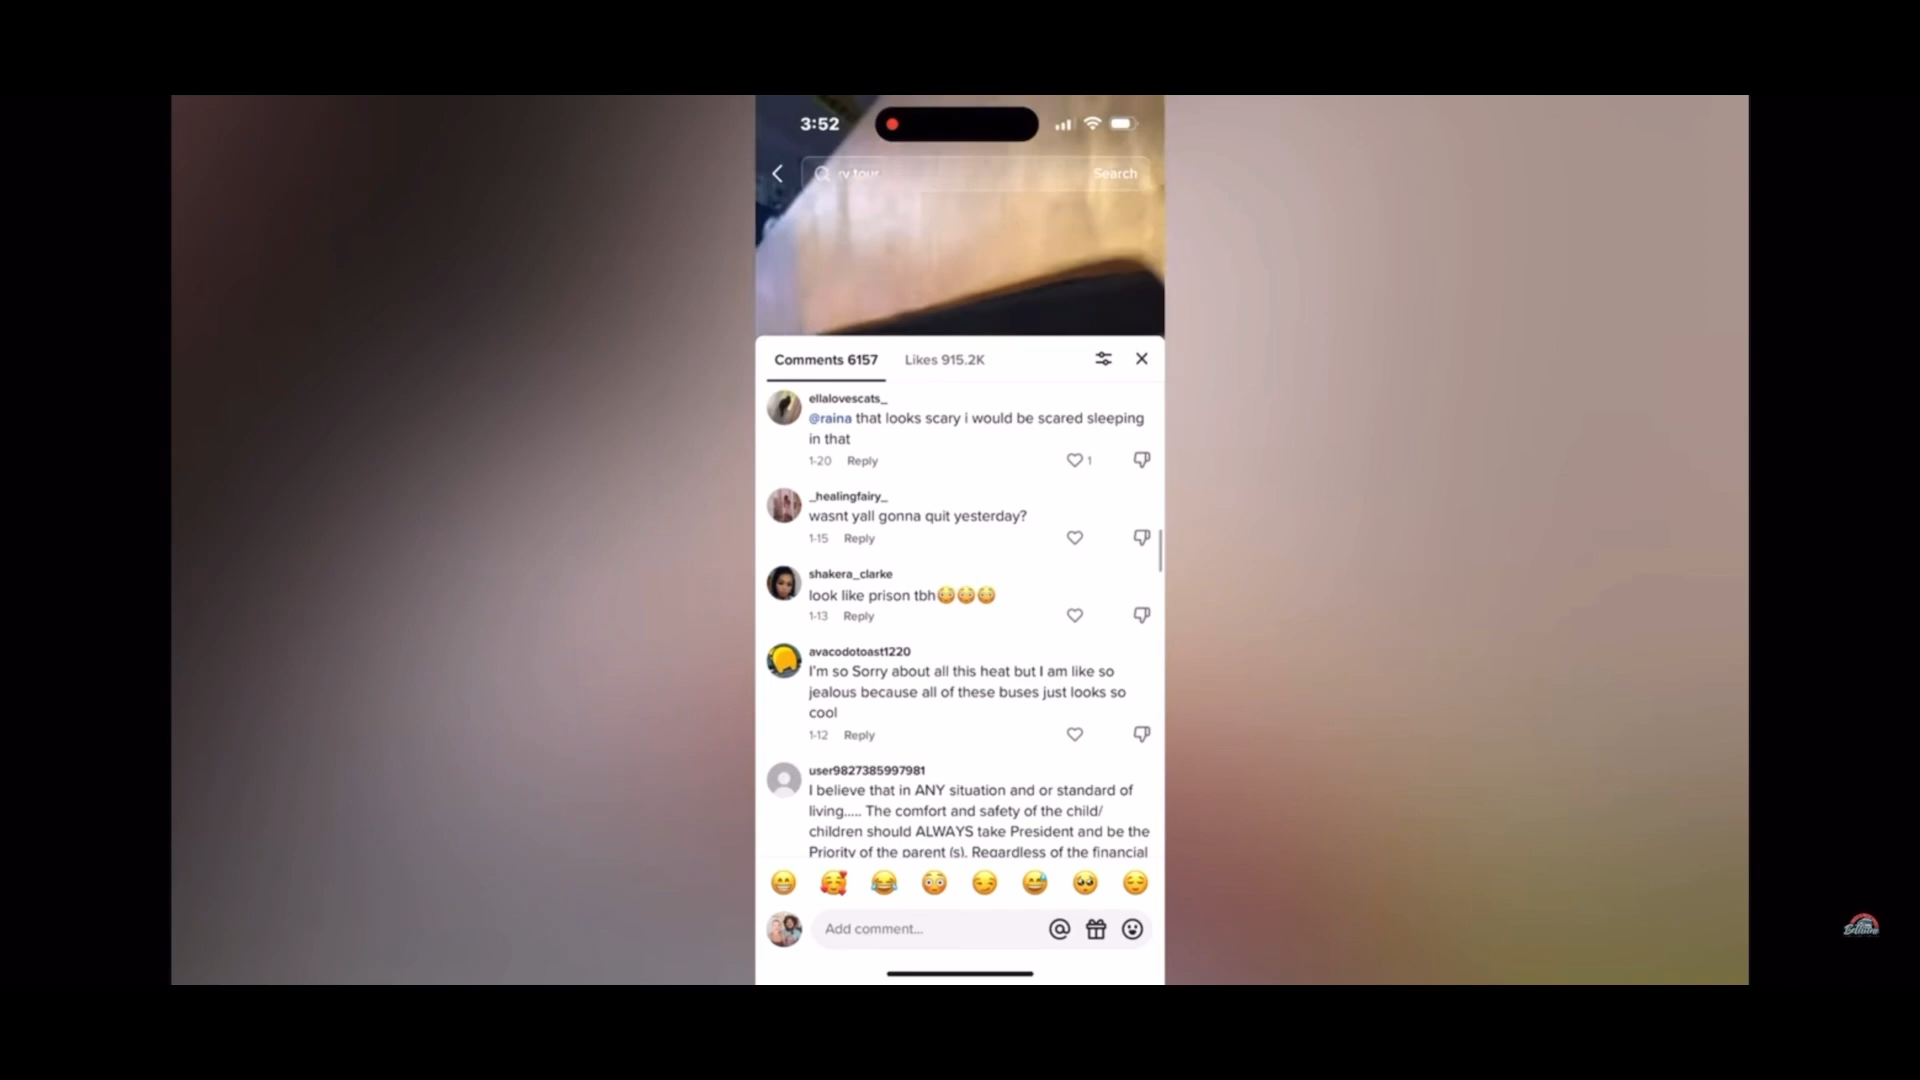 3:52
rv tour
Search
Comments 6157
Likes 915.2K
ellalovescats_
@raina that looks scary i would be scared sleeping
in that
1-20 Reply
1
_healingfairy_
wasnt yall gonna quit yesterday?
1-15 Reply
shakera_clarke
look like prison tbh😳😳😳
1-13 Reply
avacodotoast1220
I'm so Sorry about all this heat but I am like so
jealous because all of these buses just looks so
cool
1-12 Reply
user9827385997981
I believe that in ANY situation and or standard of
living..... The comfort and safety of the child/
children should ALWAYS take President and be the
Priority of the parent (s). Regardless of the financial
Add comment...